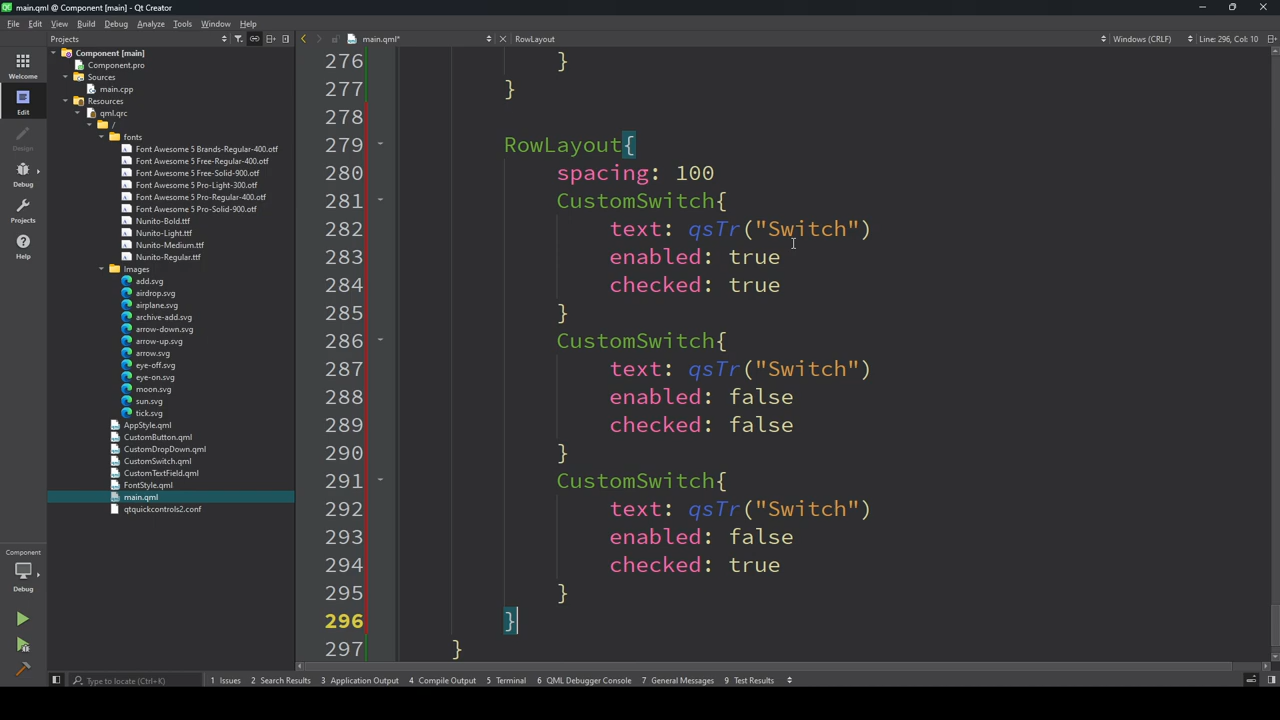 main.qml @ Component [main] - Qt Creator
File Edit View Build Debug Analyze Tools Window Help
Projects
main.qml*
RowLayout
Windows (CRLF)
Line: 296, Col: 10
Welcome
Edit
Design
Debug
Projects
Help
Component
Debug
Component [main]
Component.pro
Sources
main.cpp
Resources
qml.qrc
/
fonts
Font Awesome 5 Brands-Regular-400.otf
Font Awesome 5 Free-Regular-400.otf
Font Awesome 5 Free-Solid-900.otf
Font Awesome 5 Pro-Light-300.otf
Font Awesome 5 Pro-Regular-400.otf
Font Awesome 5 Pro-Solid-900.otf
Nunito-Bold.ttf
Nunito-Light.ttf
Nunito-Medium.ttf
Nunito-Regular.ttf
Images
add.svg
airdrop.svg
airplane.svg
archive-add.svg
arrow-down.svg
arrow-up.svg
arrow.svg
eye-off.svg
eye-on.svg
moon.svg
sun.svg
tick.svg
AppStyle.qml
CustomButton.qml
CustomDropDown.qml
CustomSwitch.qml
CustomTextField.qml
FontStyle.qml
main.qml
qtquickcontrols2.conf
276 }
277 }
278
279 RowLayout{
280 spacing: 100
281 CustomSwitch{
282 text: qsTr("Switch")
283 enabled: true
284 checked: true
285 }
286 CustomSwitch{
287 text: qsTr("Switch")
288 enabled: false
289 checked: false
290 }
291 CustomSwitch{
292 text: qsTr("Switch")
293 enabled: false
294 checked: true
295 }
296 }
297 }
Type to locate (Ctrl+K)
1 Issues 2 Search Results 3 Application Output 4 Compile Output 5 Terminal 6 QML Debugger Console 7 General Messages 9 Test Results